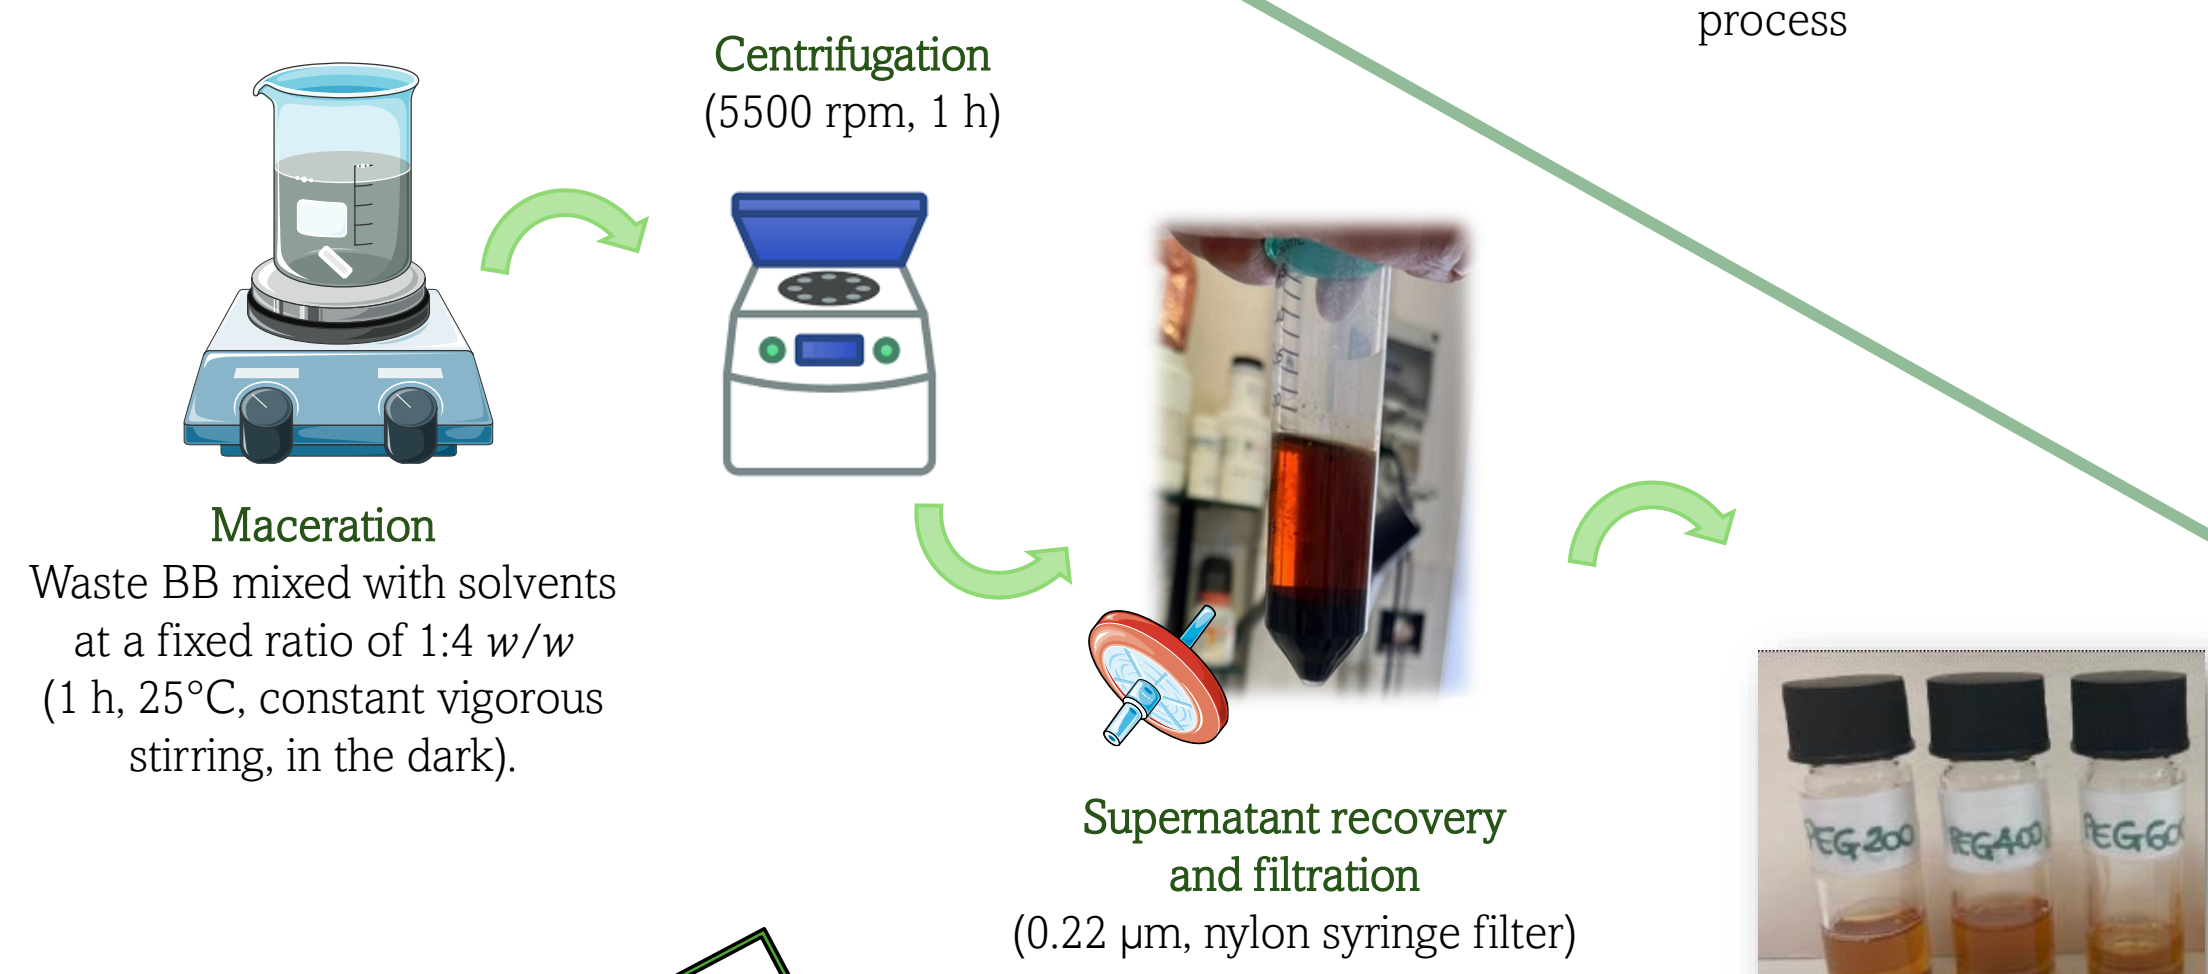 process
Centrifugation
(5500 rpm, 1 h)
Maceration
Waste BB mixed with solvents
at a fixed ratio of 1:4 w/w
(1 h, 25°C, constant vigorous
stirring, in the dark).
Supernatant recovery
and filtration
(0.22 μm, nylon syringe filter)
PEG200
PEG400
PEG60